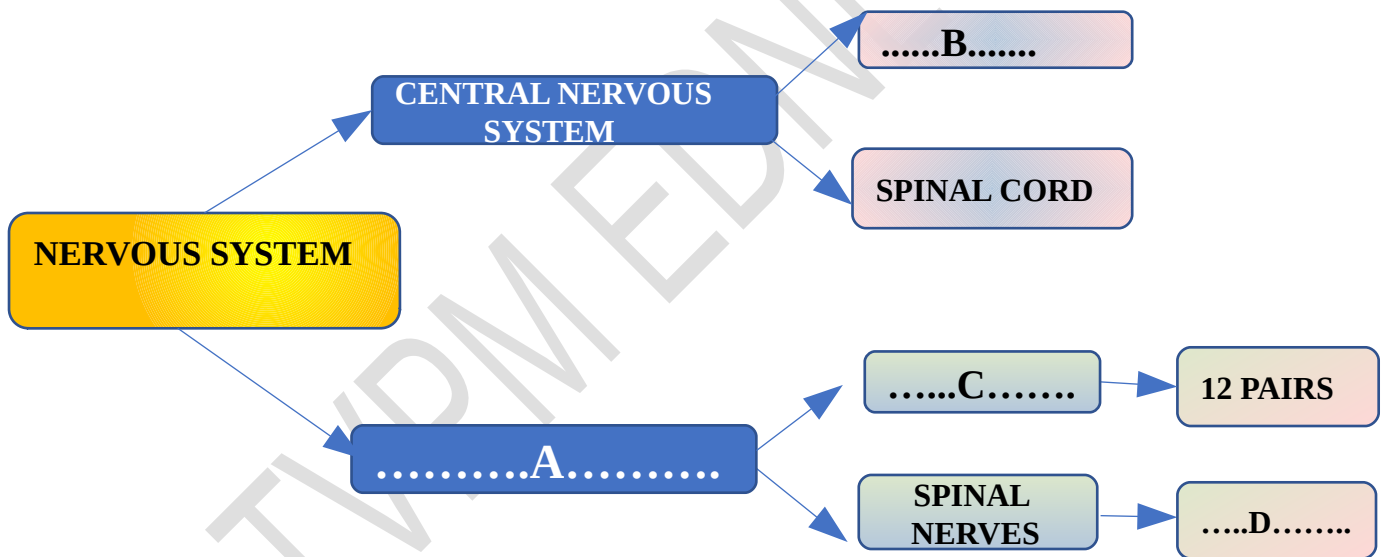 ......B.......
CENTRAL NERVOUS
SYSTEM
SPINAL CORD
NERVOUS SYSTEM
…...C…….
12 PAIRS
……….A……….
SPINAL
NERVES
…..D……..
TVPM EDN